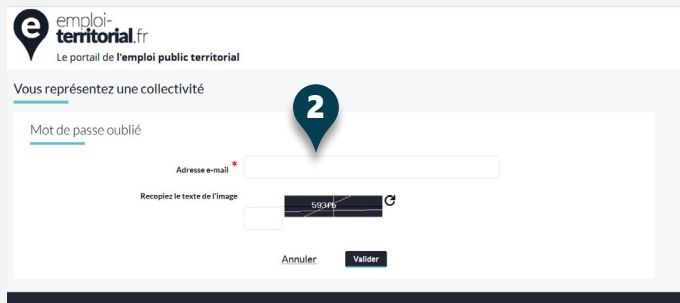 emploi-
territorial.fr
Le portail de l'emploi public territorial
Vous représentez une collectivité
2
Mot de passe oublié
Adresse e-mail *
Recopiez le texte de l'image
Annuler
Valider